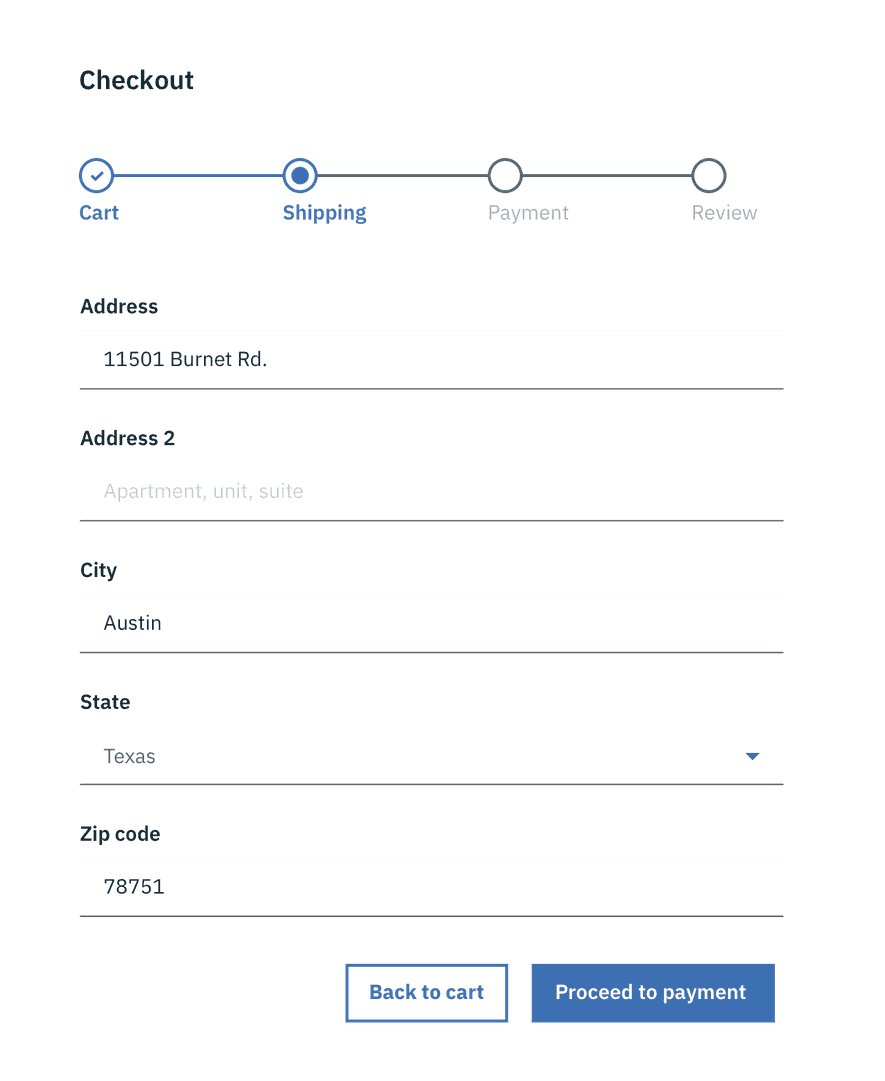 Checkout
Cart Shipping Payment Review
Address
11501 Burnet Rd.
Address 2
Apartment, unit, suite
City
Austin
State
Texas
Zip code
78751
Back to cart Proceed to payment